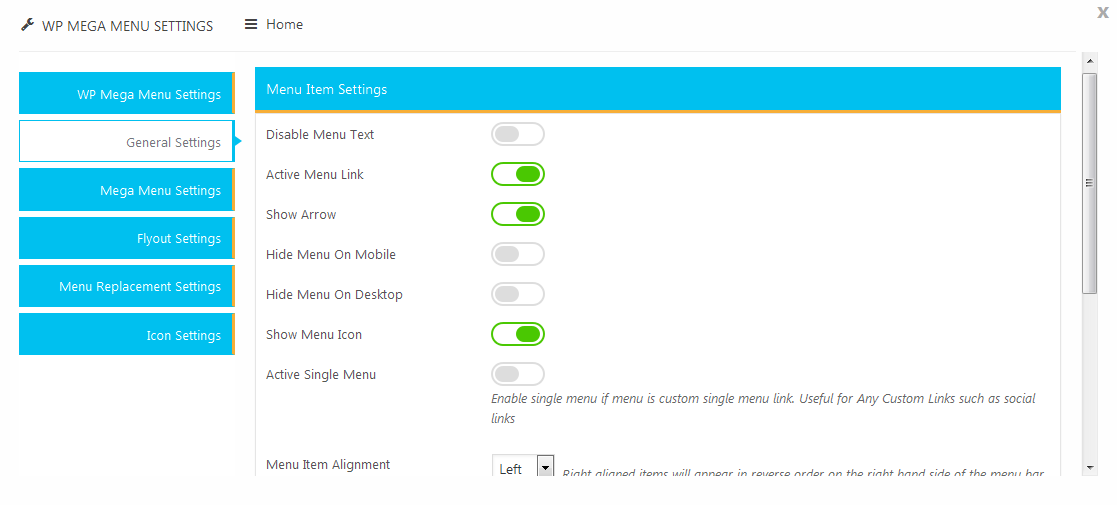 WP MEGA MENU SETTINGS
Home
x
WP Mega Menu Settings
General Settings
Mega Menu Settings
Flyout Settings
Menu Replacement Settings
Icon Settings
Menu Item Settings
Disable Menu Text
Active Menu Link
Show Arrow
Hide Menu On Mobile
Hide Menu On Desktop
Show Menu Icon
Active Single Menu
Enable single menu if menu is custom single menu link. Useful for Any Custom Links such as social
links
Menu Item Alignment
Left
Right aligned items will appear in reverse order on the right hand side of the menu bar